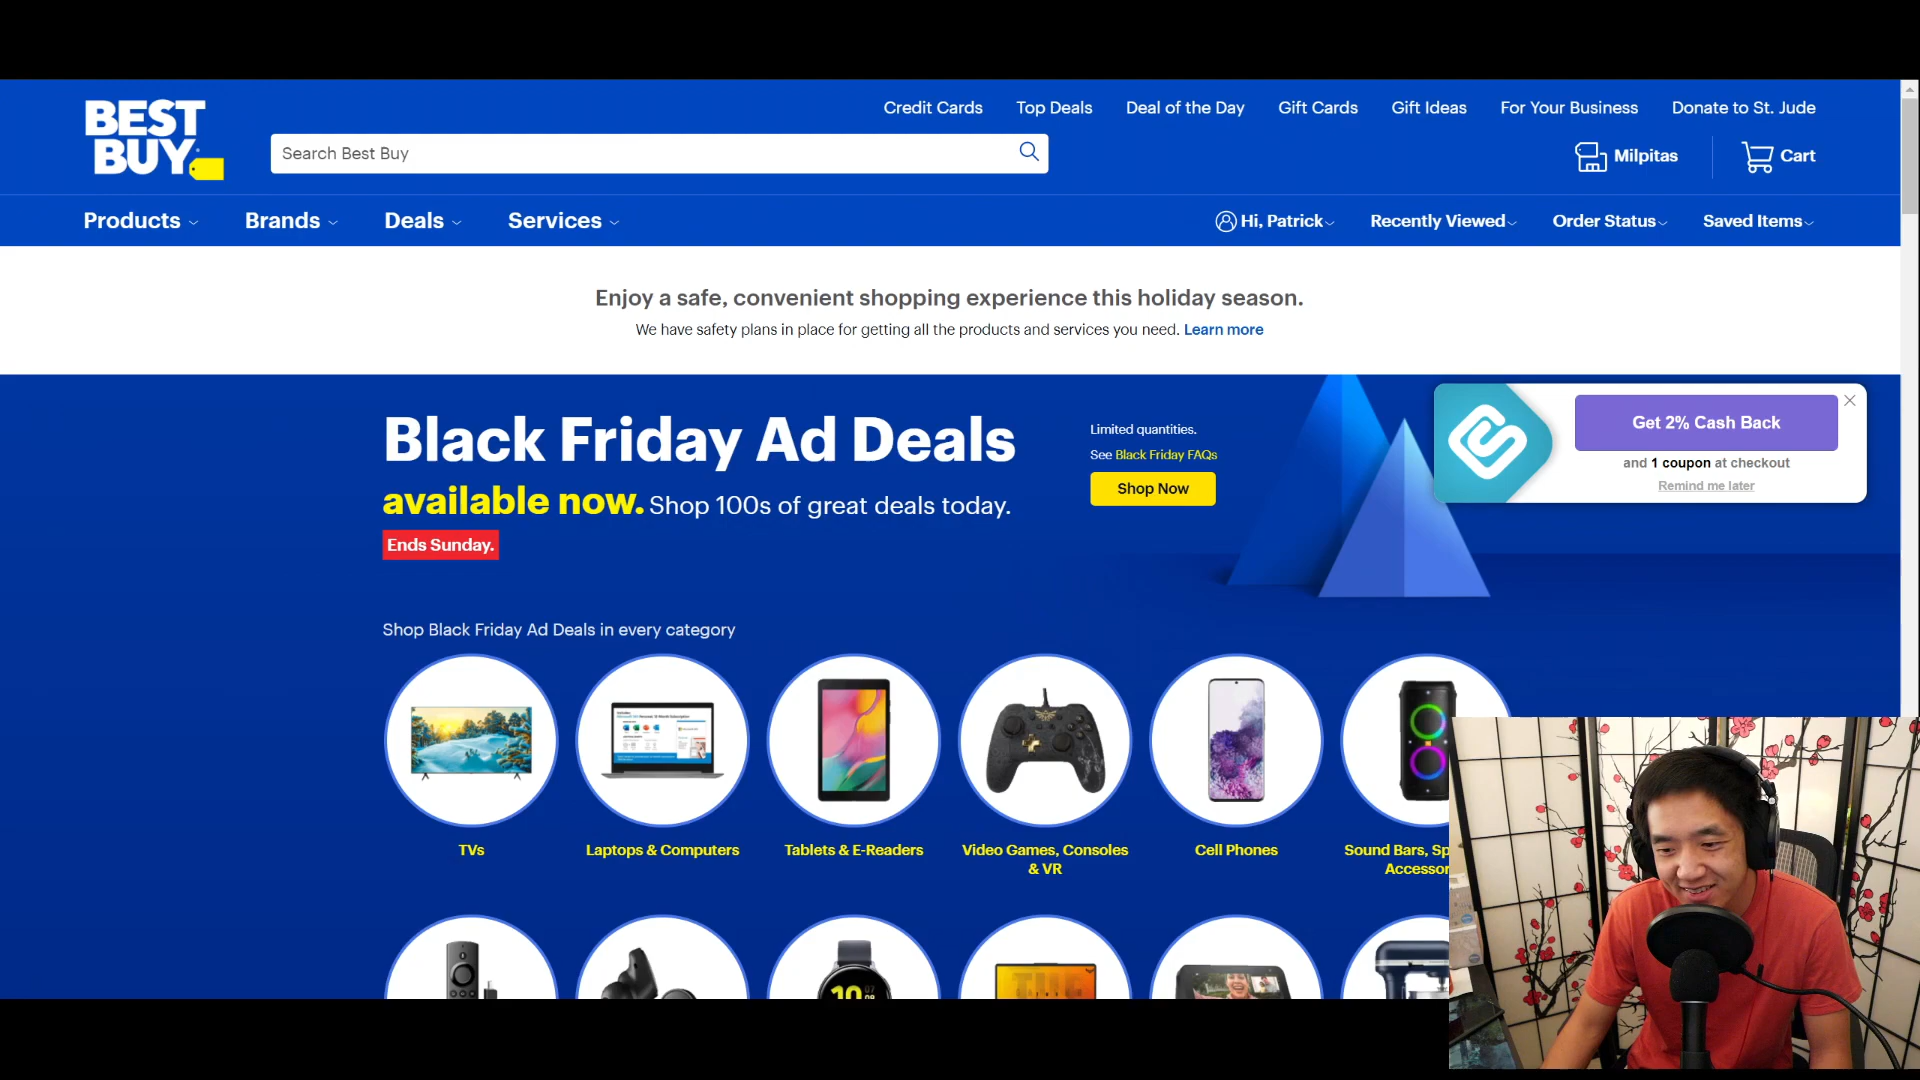 BEST
BUY
Credit Cards
Top Deals
Deal of the Day
Gift Cards
Gift Ideas
For Your Business
Donate to St. Jude
Search Best Buy
Milpitas
Cart
Products
Brands
Deals
Services
Hi, Patrick
Recently Viewed
Order Status
Saved Items
Enjoy a safe, convenient shopping experience this holiday season.
We have safety plans in place for getting all the products and services you need. Learn more
Black Friday Ad Deals
available now. Shop 100s of great deals today.
Ends Sunday.
Limited quantities.
See Black Friday FAQs
Shop Now
Get 2% Cash Back
and 1 coupon at checkout
Remind me later
Shop Black Friday Ad Deals in every category
TVs
Laptops & Computers
Tablets & E-Readers
Video Games, Consoles
& VR
Cell Phones
Sound Bars, Sp
Accessor